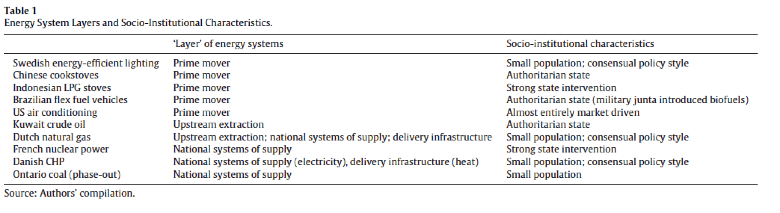 Table 1
Energy System Layers and Socio-Institutional Characteristics.
'Layer' of energy systems Socio-institutional characteristics
Swedish energy-efficient lighting Prime mover Small population; consensual policy style
Chinese cookstoves Prime mover Authoritarian state
Indonesian LPG stoves Prime mover Strong state intervention
Brazilian flex fuel vehicles Prime mover Authoritarian state (military junta introduced biofuels)
US air conditioning Prime mover Almost entirely market driven
Kuwait crude oil Upstream extraction Authoritarian state
Dutch natural gas Upstream extraction; national systems of supply; delivery infrastructure Small population; consensual policy style
French nuclear power National systems of supply Strong state intervention
Danish CHP National systems of supply (electricity), delivery infrastructure (heat) Small population; consensual policy style
Ontario coal (phase-out) National systems of supply Small population
Source: Authors' compilation.